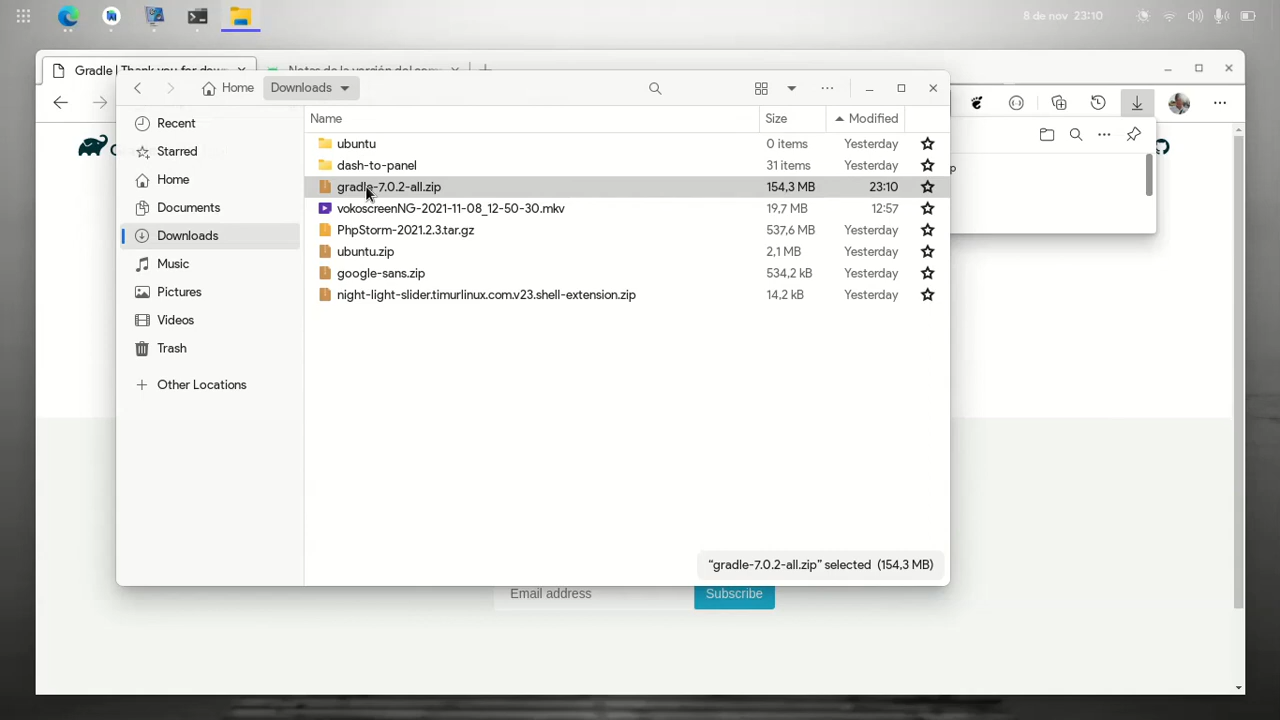 8 de nov 23:10
Gradle | Thank you for dow
Home
Downloads
Name
Size
Modified
Recent
Starred
Home
Documents
Downloads
Music
Pictures
Videos
Trash
Other Locations
ubuntu 0 items Yesterday
dash-to-panel 31 items Yesterday
gradle-7.0.2-all.zip 154,3 MB 23:10
vokoscreenNG-2021-11-08_12-50-30.mkv 19,7 MB 12:57
PhpStorm-2021.2.3.tar.gz 537,6 MB Yesterday
ubuntu.zip 2,1 MB Yesterday
google-sans.zip 534,2 kB Yesterday
night-light-slider.timurlinux.com.v23.shell-extension.zip 14,2 kB Yesterday
“gradle-7.0.2-all.zip” selected (154,3 MB)
Email address
Subscribe